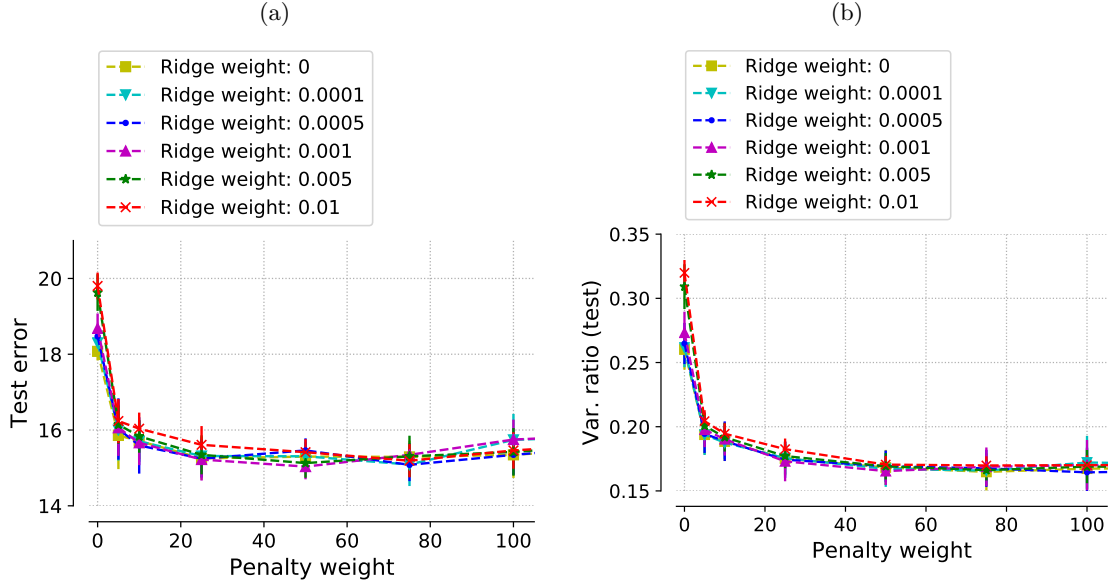 (a)
Ridge weight: 0
Ridge weight: 0.0001
Ridge weight: 0.0005
Ridge weight: 0.001
Ridge weight: 0.005
Ridge weight: 0.01
Test error
20
18
16
14
0 20 40 60 80 100
Penalty weight
(b)
Ridge weight: 0
Ridge weight: 0.0001
Ridge weight: 0.0005
Ridge weight: 0.001
Ridge weight: 0.005
Ridge weight: 0.01
Var. ratio (test)
0.35
0.30
0.25
0.20
0.15
0 20 40 60 80 100
Penalty weight